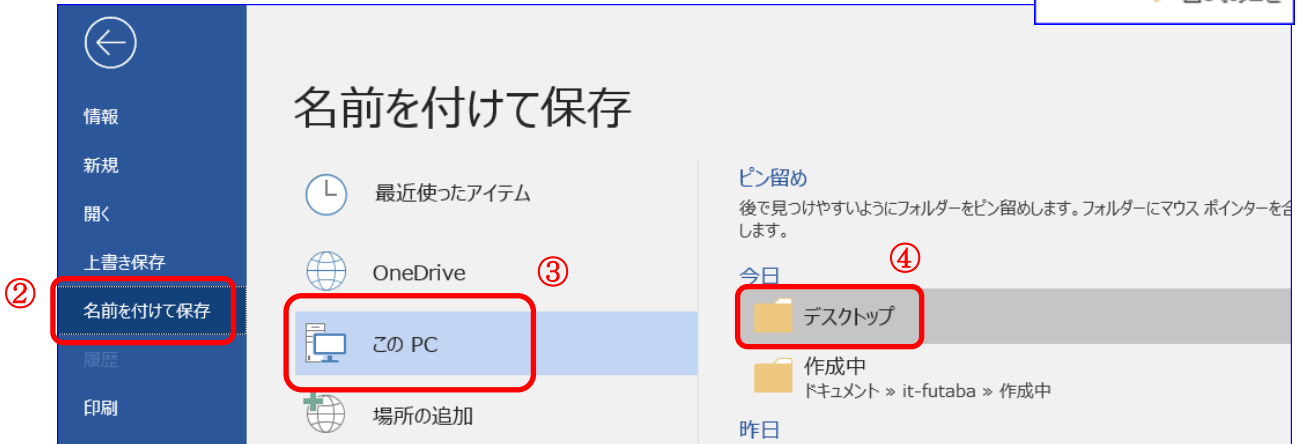 情報
新規
開く
上書き保存
②
名前を付けて保存
履歴
印刷
名前を付けて保存
最近使ったアイテム
OneDrive
③
この PC
場所の追加
ピン留め
後で見つけやすいようにフォルダーをピン留めします。フォルダーにマウス ポインターを合
します。
④
今日
デスクトップ
作成中
ドキュメント » it-futaba » 作成中
昨日